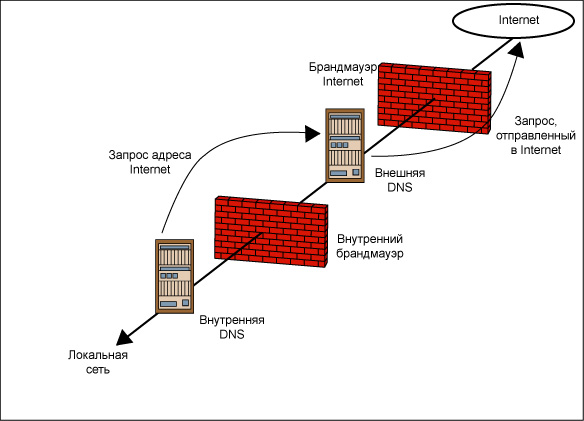 Internet
Брандмауэр
Internet
Запрос,
отправленный
в Internet
Запрос адреса
Internet
Внешняя
DNS
Внутренний
брандмауэр
Внутренняя
DNS
Локальная
сеть